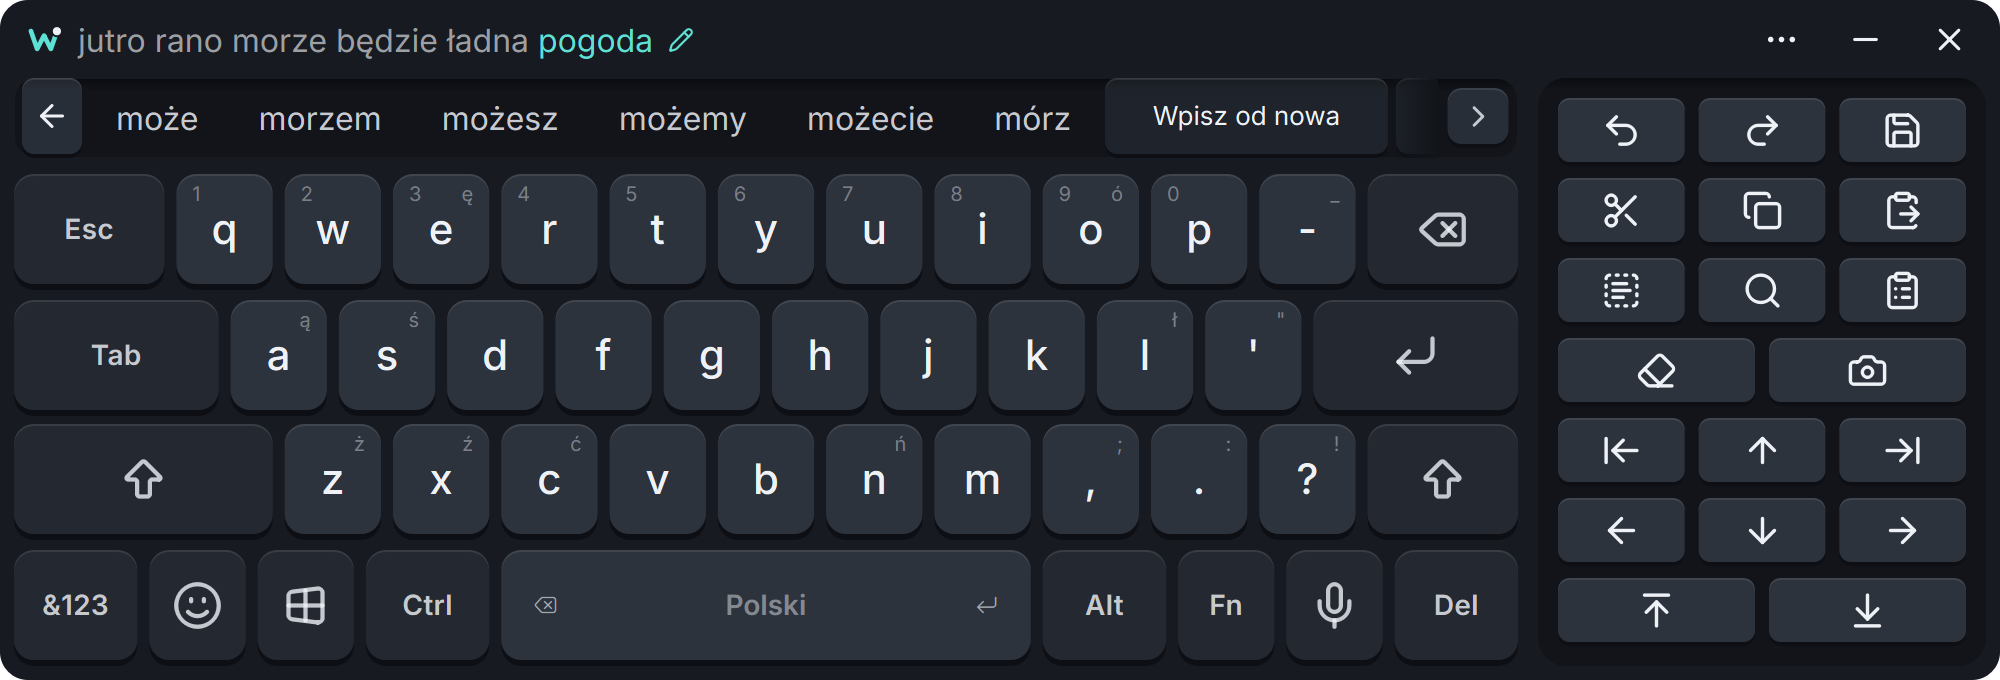 jutro rano morze będzie ładna pogoda
może morzem możesz możemy możecie mórz Wpisz od nowa
Esc 1 q 2 w 3 ę e 4 r 5 t 6 y 7 u 8 i 9 ó o 0 p _ -
Tab ą a ś s d f g h j k ł l " '
ż z ź x ć c v b ń n m ; , : . ! ?
&123 Ctrl Polski Alt Fn Del